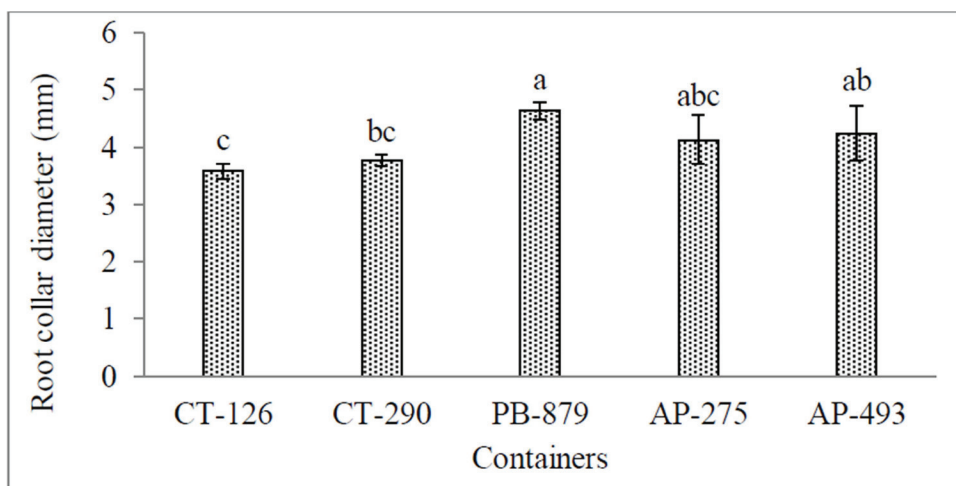 Root collar diameter (mm)
6
5
4
3
2
1
0
c
bc
a
abc
ab
CT-126
CT-290
PB-879
AP-275
AP-493
Containers